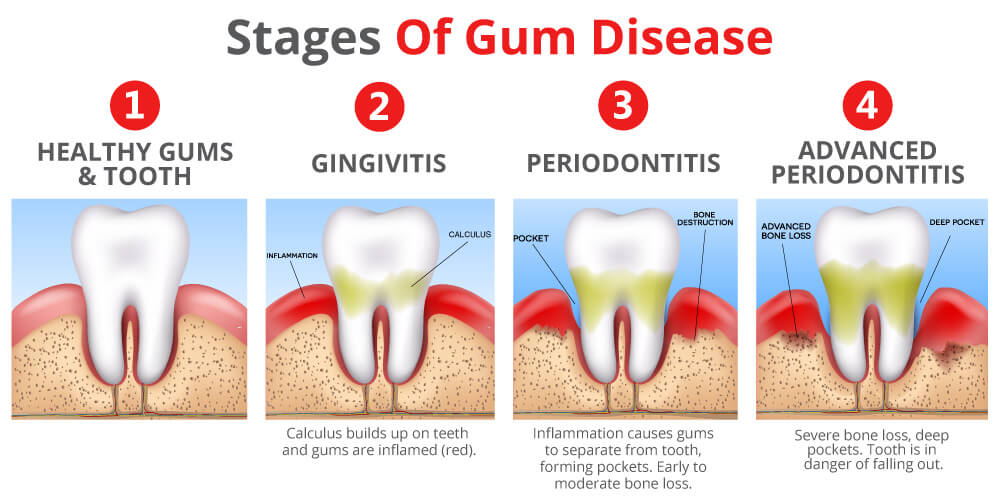 Stages Of Gum Disease
1
HEALTHY GUMS
& TOOTH
2
GINGIVITIS
INFLAMMATION
CALCULUS
Calculus builds up on teeth
and gums are inflamed (red).
3
PERIODONTITIS
POCKET
BONE
DESTRUCTION
Inflammation causes gums
to separate from tooth,
forming pockets. Early to
moderate bone loss.
4
ADVANCED
PERIODONTITIS
ADVANCED
BONE LOSS
DEEP POCKET
Severe bone loss, deep
pockets. Tooth is in
danger of falling out.